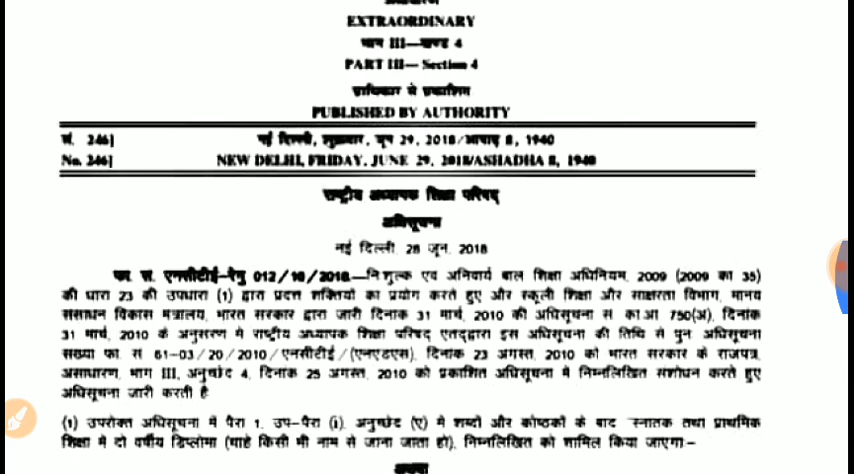 असाधारण
EXTRAORDINARY
भाग III—खण्ड 4
PART III—Section 4
प्राधिकार से प्रकाशित
PUBLISHED BY AUTHORITY
सं. 246] नई दिल्ली, शुक्रवार, जून 29, 2018/आषाढ़ 8, 1940
No. 246] NEW DELHI, FRIDAY, JUNE 29, 2018/ASHADHA 8, 1940
राष्ट्रीय अध्यापक शिक्षा परिषद्
अधिसूचना
नई दिल्ली, 28 जून, 2018
फा. सं. एनसीटीई-रेगु 012/16/2018.—निःशुल्क एवं अनिवार्य बाल शिक्षा अधिनियम, 2009 (2009 का 35)
की धारा 23 की उपधारा (1) द्वारा प्रदत्त शक्तियों का प्रयोग करते हुए और स्कूली शिक्षा और साक्षरता विभाग, मानव
संसाधन विकास मंत्रालय, भारत सरकार द्वारा जारी दिनांक 31 मार्च, 2010 की अधिसूचना सं. का.आ. 750(अ), दिनांक
31 मार्च, 2010 के अनुसरण में राष्ट्रीय अध्यापक शिक्षा परिषद् एतद्द्वारा इस अधिसूचना की तिथि से पुनः अधिसूचना
संख्या फा. सं. 61-03/20/2010/एनसीटीई/(एनएंडएस), दिनांक 23 अगस्त, 2010 को भारत सरकार के राजपत्र,
असाधारण, भाग III, अनुच्छेद 4, दिनांक 25 अगस्त, 2010 को प्रकाशित अधिसूचना में निम्नलिखित संशोधन करते हुए
अधिसूचना जारी करती है
(1) उपरोक्त अधिसूचना में पैरा 1, उप-पैरा (i), अनुच्छेद (ए) में शब्दों और कोष्ठकों के बाद स्नातक तथा प्राथमिक
शिक्षा में दो वर्षीय डिप्लोमा (चाहे किसी भी नाम से जाना जाता हो), निम्नलिखित को शामिल किया जाएगा-
अथवा